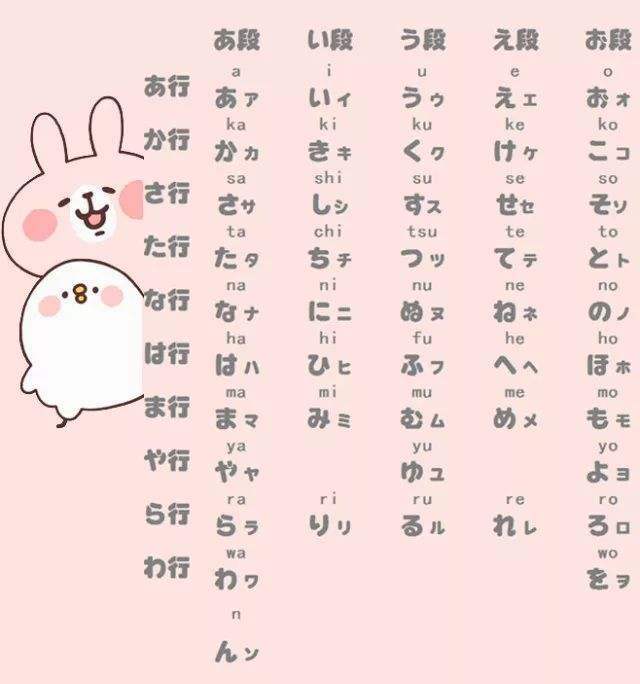 あ段 い段 う段 え段 お段
a i u e o
あ行 あァ いィ うゥ えェ おォ
ka ki ku ke ko
か行 かカ きキ くク けケ こコ
sa shi su se so
さ行 さサ しシ すス せセ そソ
ta chi tsu te to
た行 たタ ちチ つッ てテ とト
na ni nu ne no
な行 なナ にニ ぬヌ ねネ のノ
ha hi fu he ho
は行 はハ ひヒ ふフ へヘ ほホ
ma mi mu me mo
ま行 まマ みミ むム めメ もモ
ya yu yo
や行 やヤ ゆユ よヨ
ra ri ru re ro
ら行 らラ りリ るル れレ ろロ
wa wo
わ行 わワ をヲ
n
んン